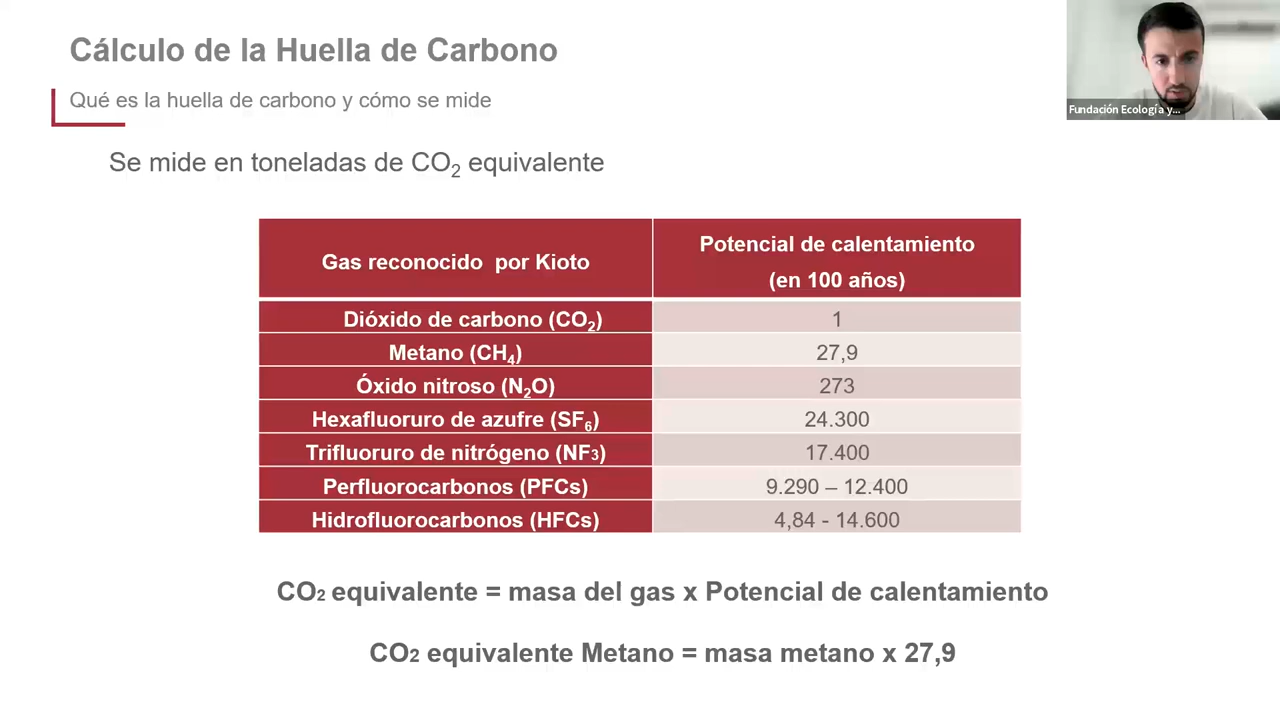 Cálculo de la Huella de Carbono
Qué es la huella de carbono y cómo se mide
Fundación Ecología y...
Se mide en toneladas de CO₂ equivalente
Gas reconocido por Kioto
Potencial de calentamiento
(en 100 años)
Dióxido de carbono (CO₂)
1
Metano (CH₄)
27,9
Óxido nitroso (N₂O)
273
Hexafluoruro de azufre (SF₆)
24.300
Trifluoruro de nitrógeno (NF₃)
17.400
Perfluorocarbonos (PFCs)
9.290 – 12.400
Hidrofluorocarbonos (HFCs)
4,84 - 14.600
CO₂ equivalente = masa del gas x Potencial de calentamiento
CO₂ equivalente Metano = masa metano x 27,9